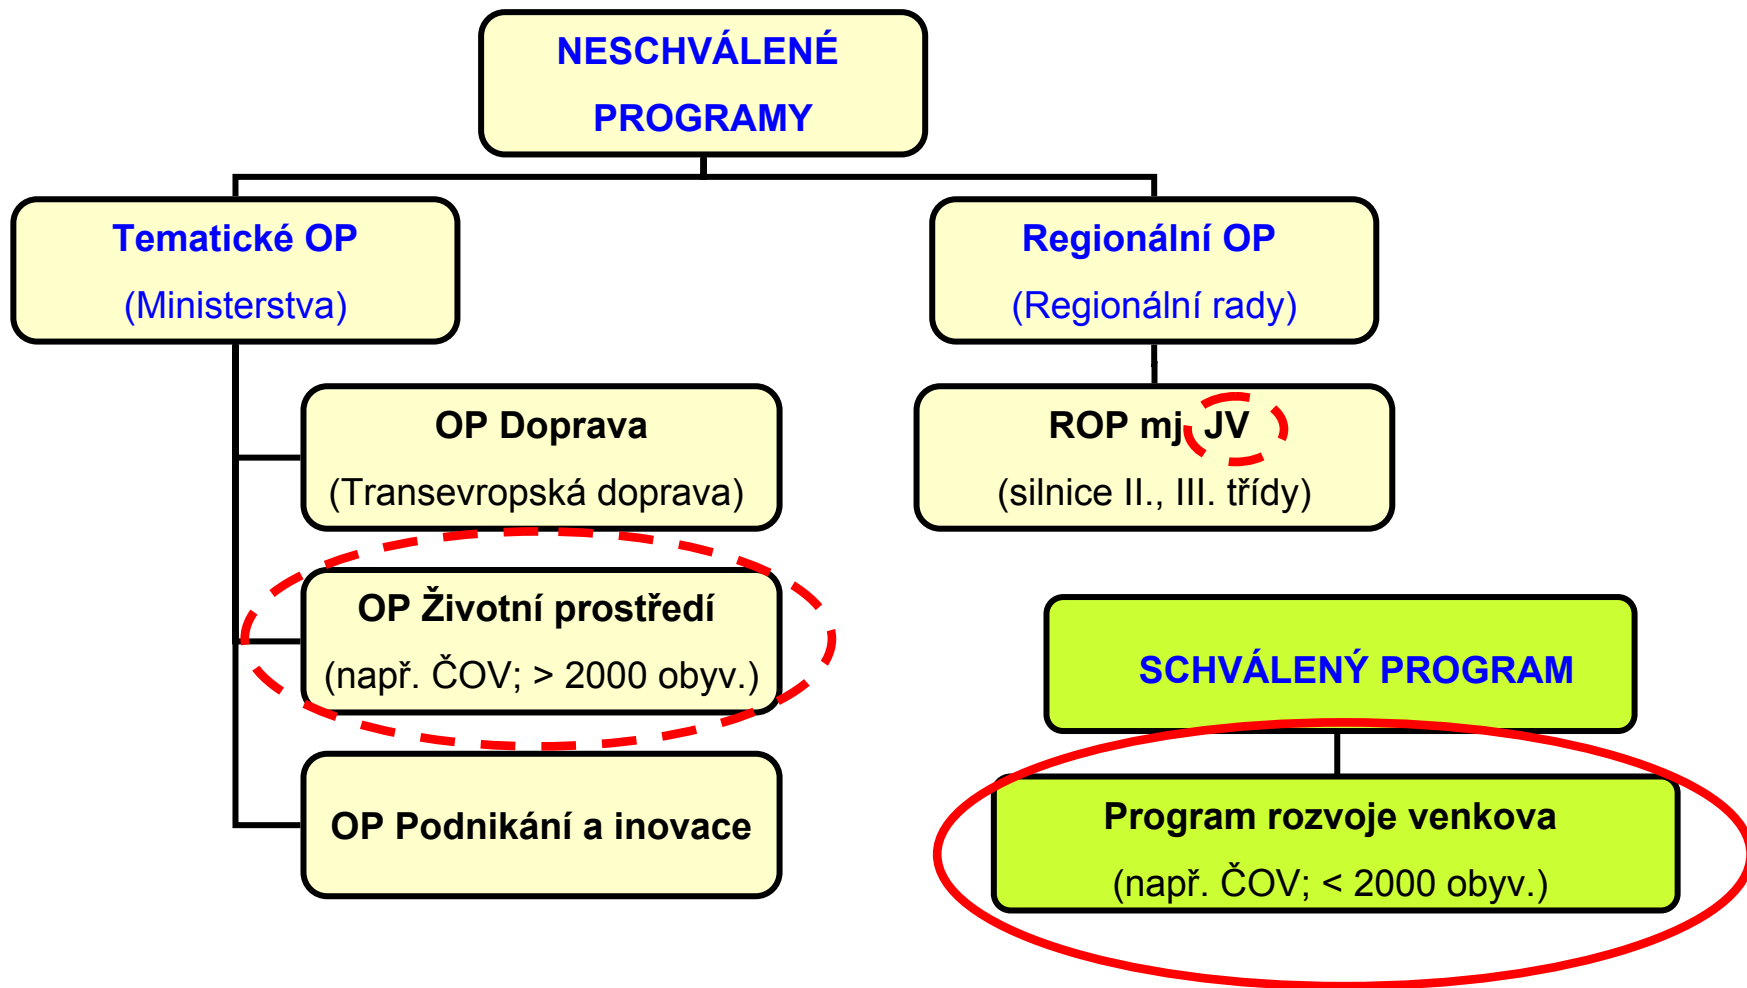 NESCHVÁLENÉ
PROGRAMY
Tematické OP
(Ministerstva)
Regionální OP
(Regionální rady)
OP Doprava
(Transevropská doprava)
ROP mj. JV
(silnice II., III. třídy)
OP Životní prostředí
(např. ČOV; > 2000 obyv.)
OP Podnikání a inovace
SCHVÁLENÝ PROGRAM
Program rozvoje venkova
(např. ČOV; < 2000 obyv.)